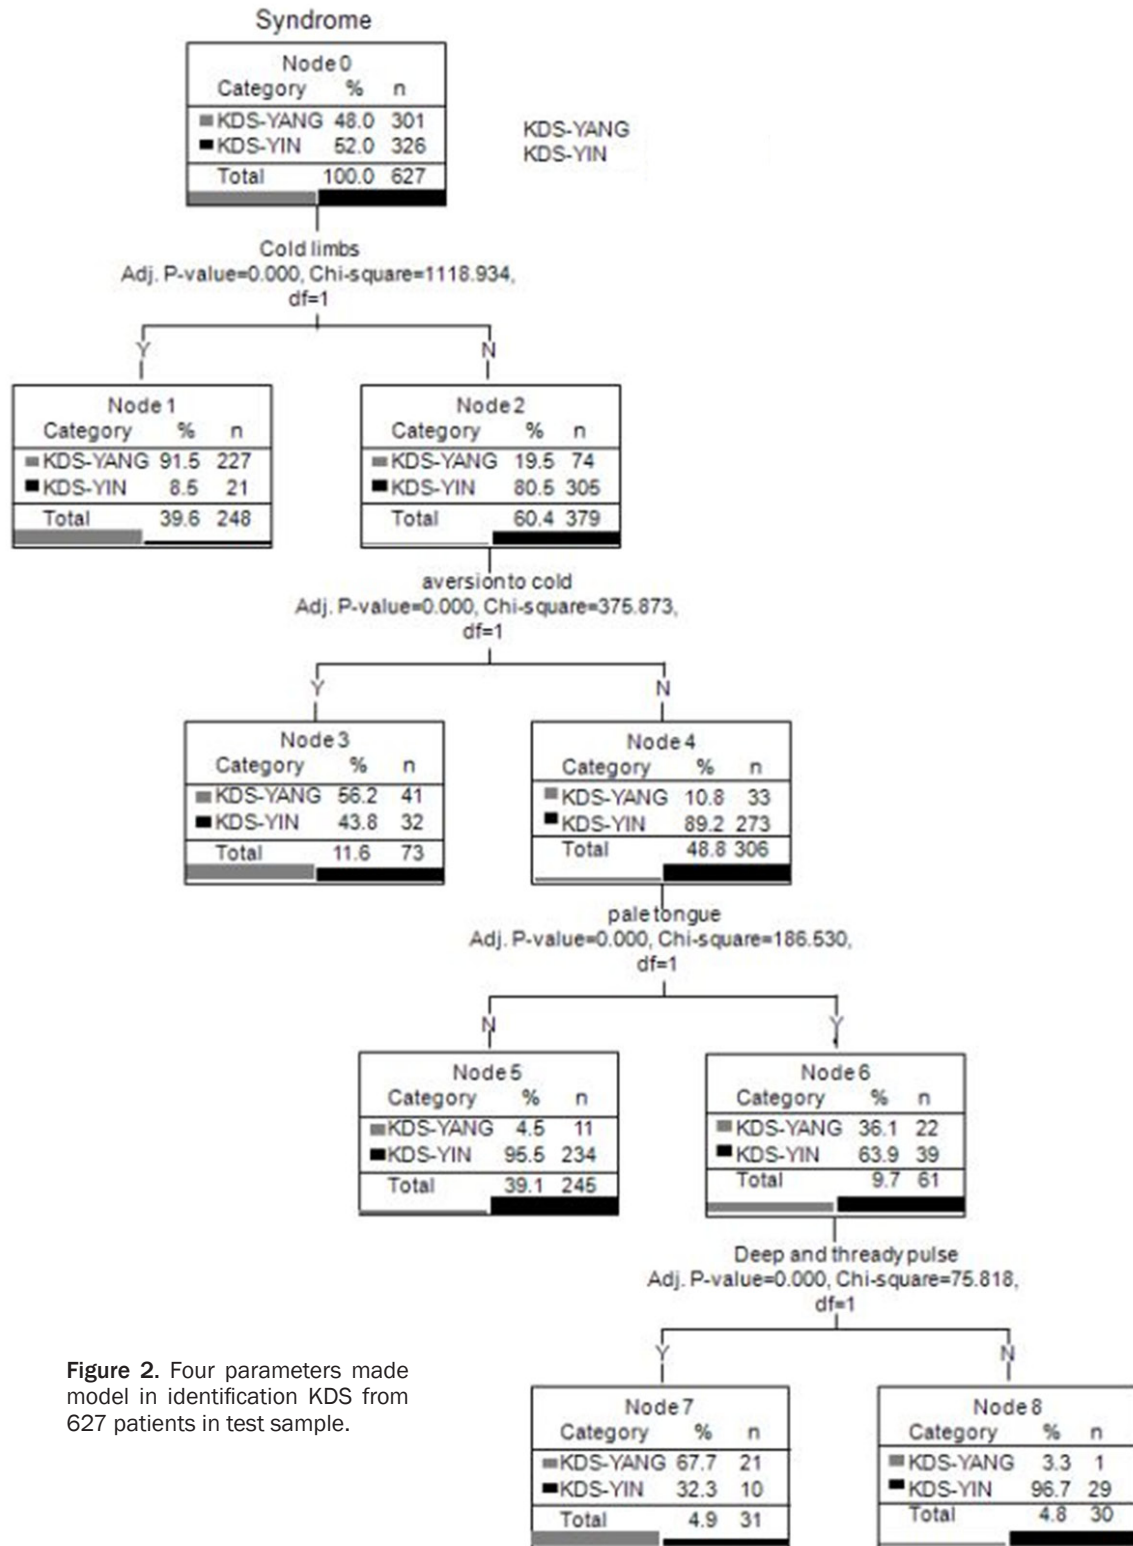 Syndrome
Node 0
Category % n
KDS-YANG 48.0 301
KDS-YIN 52.0 326
Total 100.0 627
KDS-YANG
KDS-YIN
Cold limbs
Adj. P-value=0.000, Chi-square=1118.934,
df=1
Y
N
Node 1
Category % n
KDS-YANG 91.5 227
KDS-YIN 8.5 21
Total 39.6 248
Node 2
Category % n
KDS-YANG 19.5 74
KDS-YIN 80.5 305
Total 60.4 379
aversion to cold
Adj. P-value=0.000, Chi-square=375.873,
df=1
Y
N
Node 3
Category % n
KDS-YANG 56.2 41
KDS-YIN 43.8 32
Total 11.6 73
Node 4
Category % n
KDS-YANG 10.8 33
KDS-YIN 89.2 273
Total 48.8 306
pale tongue
Adj. P-value=0.000, Chi-square=186.530,
df=1
N
Y
Node 5
Category % n
KDS-YANG 4.5 11
KDS-YIN 95.5 234
Total 39.1 245
Node 6
Category % n
KDS-YANG 36.1 22
KDS-YIN 63.9 39
Total 9.7 61
Deep and thready pulse
Adj. P-value=0.000, Chi-square=75.818,
df=1
Y
N
Node 7
Category % n
KDS-YANG 67.7 21
KDS-YIN 32.3 10
Total 4.9 31
Node 8
Category % n
KDS-YANG 3.3 1
KDS-YIN 96.7 29
Total 4.8 30
Figure 2. Four parameters made
model in identification KDS from
627 patients in test sample.